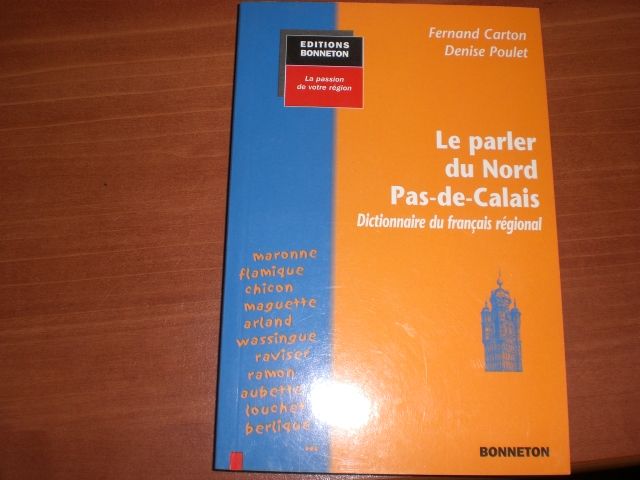 Fernand Carton
Denise Poulet
EDITIONS
BONNETON
La passion
de votre région
Le parler
du Nord
Pas-de-Calais
Dictionnaire du français régional
maronne
flamique
chicon
maguette
arland
wassingue
raviser
ramon
aubette
louchet
berlique
...
BONNETON